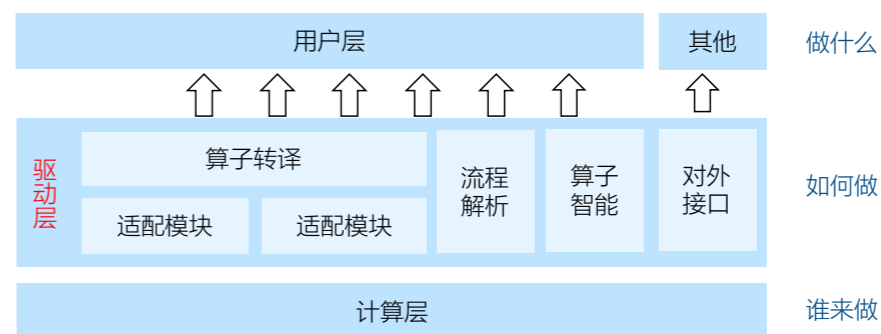 用户层
其他
做什么
驱动层
算子转译
适配模块
适配模块
流程
解析
算子
智能
对外
接口
如何做
计算层
谁来做